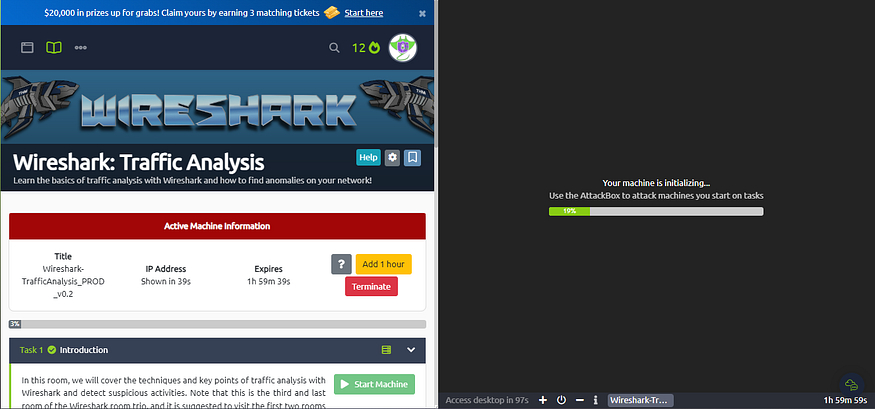 $20,000 in prizes up for grabs! Claim yours by earning 3 matching tickets Start here
12
THM
WIRESHARK
THM
Wireshark: Traffic Analysis
Help
Learn the basics of traffic analysis with Wireshark and how to find anomalies on your network!
Active Machine Information
Title
Wireshark-
TrafficAnalysis_PROD
_v0.2
IP Address
Shown in 39s
Expires
1h 59m 39s
?
Add 1 hour
Terminate
3%
Task 1 Introduction
In this room, we will cover the techniques and key points of traffic analysis with
Wireshark and detect suspicious activities. Note that this is the third and last
room of the Wireshark room trio, and it is suggested to visit the first two rooms
Start Machine
Your machine is initializing...
Use the AttackBox to attack machines you start on tasks
19%
Access desktop in 97s
Wireshark-Tr...
1h 59m 59s